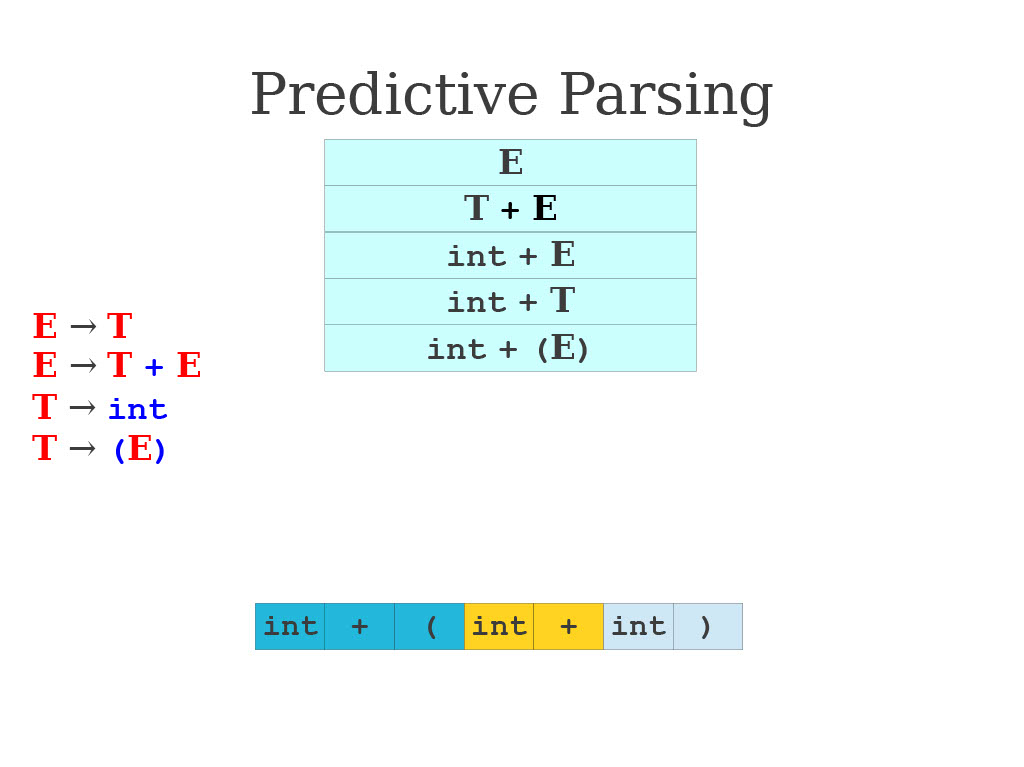 Predictive Parsing
E
T + E
int + E
int + T
int + (E)
E → T
E → T + E
T → int
T → (E)
int + ( int + int )